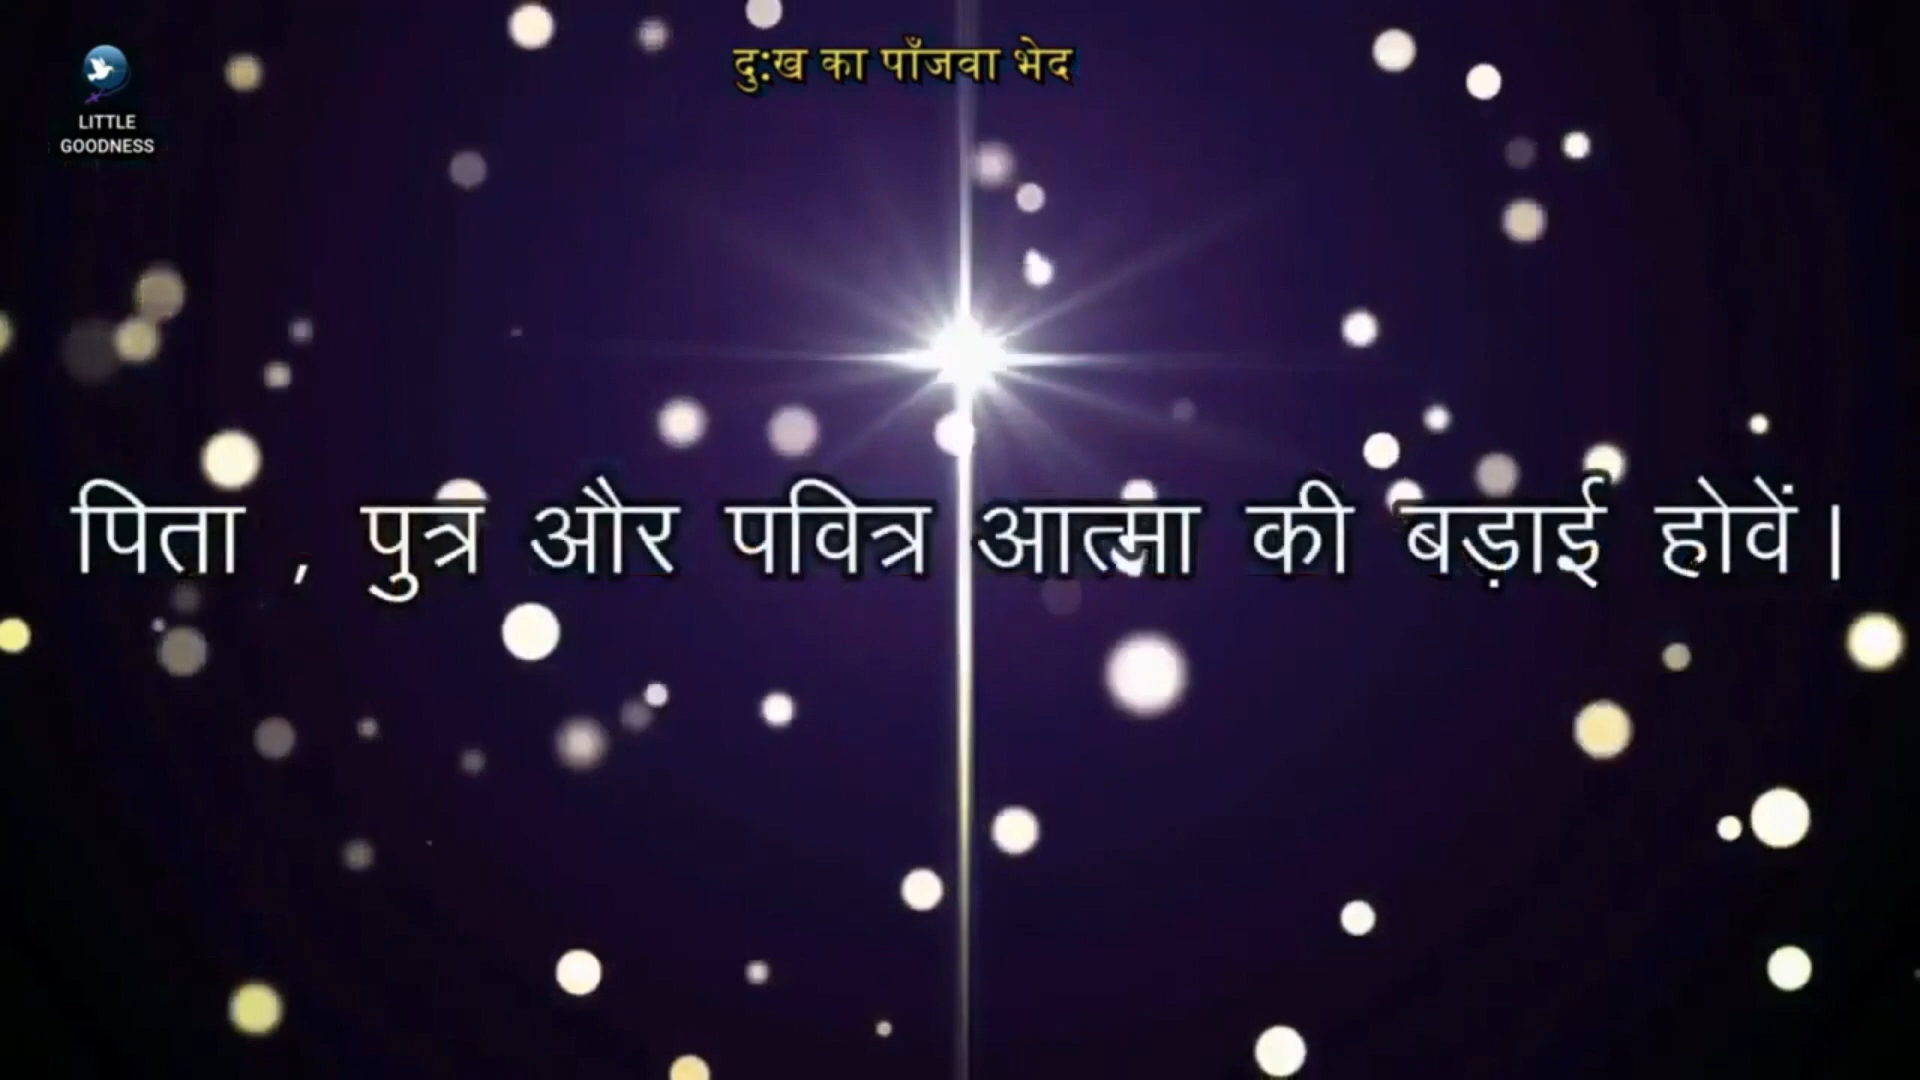 दु:ख का पाँजवा भेद
LITTLE
GOODNESS
पिता , पुत्र और पवित्र आत्मा की बड़ाई होवें।